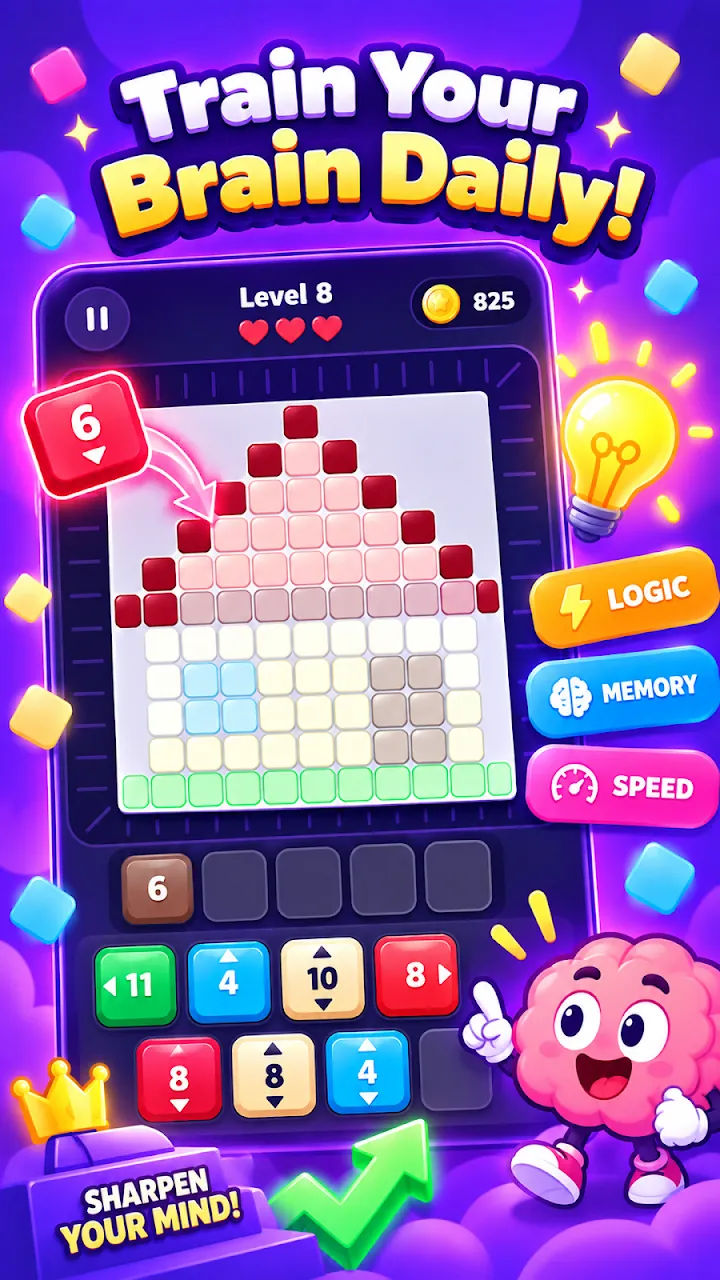 Train Your
Brain Daily!
Level 8
825
6
LOGIC
MEMORY
SPEED
6
11
4
10
8
8
8
4
SHARPEN
YOUR MIND!